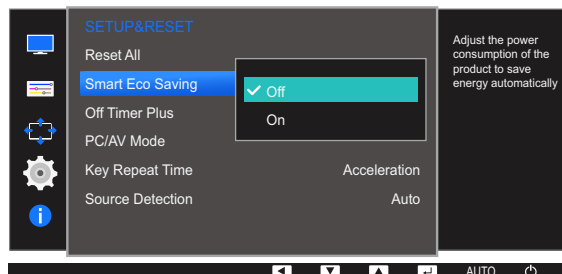 SETUP&RESET
Reset All
Smart Eco Saving
Off
On
Off Timer Plus
PC/AV Mode
Key Repeat Time Acceleration
Source Detection Auto
Adjust the power
consumption of the
product to save
energy automatically
AUTO